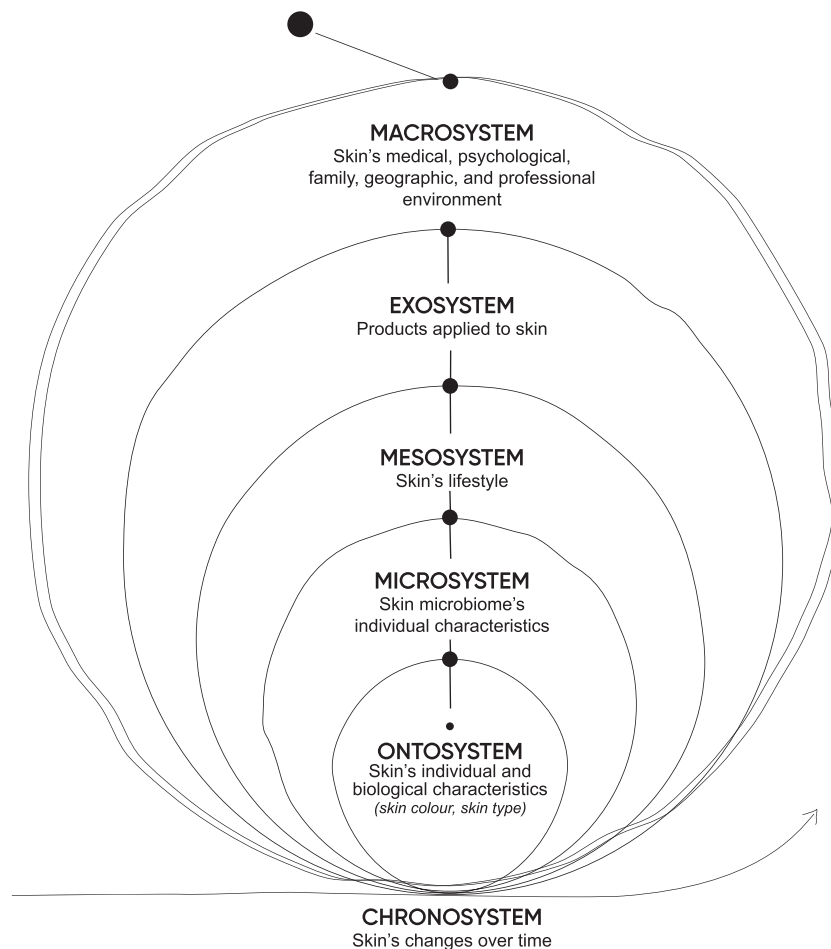 MACROSYSTEM
Skin's medical, psychological,
family, geographic, and professional
environment
EXOSYSTEM
Products applied to skin
MESOSYSTEM
Skin's lifestyle
MICROSYSTEM
Skin microbiome's
individual characteristics
ONTOSYSTEM
Skin's individual and
biological characteristics
(skin colour, skin type)
CHRONOSYSTEM
Skin's changes over time